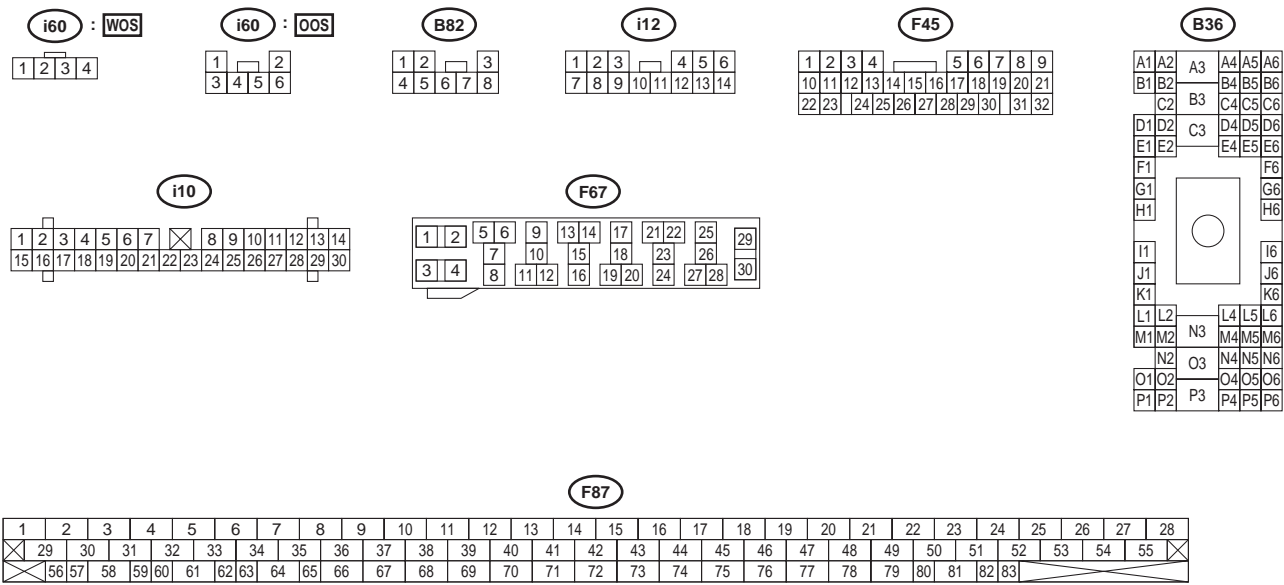 i60 : WOS
1 2 3 4
i60 : OOS
1 2
3 4 5 6
B82
1 2 3
4 5 6 7 8
i12
1 2 3 4 5 6
7 8 9 10 11 12 13 14
F45
1 2 3 4 5 6 7 8 9
10 11 12 13 14 15 16 17 18 19 20 21
22 23 24 25 26 27 28 29 30 31 32
B36
A1 A2 A3 A4 A5 A6
B1 B2 B3 B4 B5 B6
C2 C3 C4 C5 C6
D1 D2 D4 D5 D6
E1 E2 E4 E5 E6
F1 F6
G1 G6
H1 H6
I1 I6
J1 J6
K1 K6
L1 L2 L4 L5 L6
M1 M2 N3 M4 M5 M6
N2 O3 N4 N5 N6
O1 O2 O4 O5 O6
P1 P2 P3 P4 P5 P6
i10
1 2 3 4 5 6 7 8 9 10 11 12 13 14
15 16 17 18 19 20 21 22 23 24 25 26 27 28 29 30
F67
1 2 5 6 9 13 14 17 21 22 25 29
7 10 15 18 23 26
3 4 8 11 12 16 19 20 24 27 28 30
F87
1 2 3 4 5 6 7 8 9 10 11 12 13 14 15 16 17 18 19 20 21 22 23 24 25 26 27 28
29 30 31 32 33 34 35 36 37 38 39 40 41 42 43 44 45 46 47 48 49 50 51 52 53 54 55
56 57 58 59 60 61 62 63 64 65 66 67 68 69 70 71 72 73 74 75 76 77 78 79 80 81 82 83